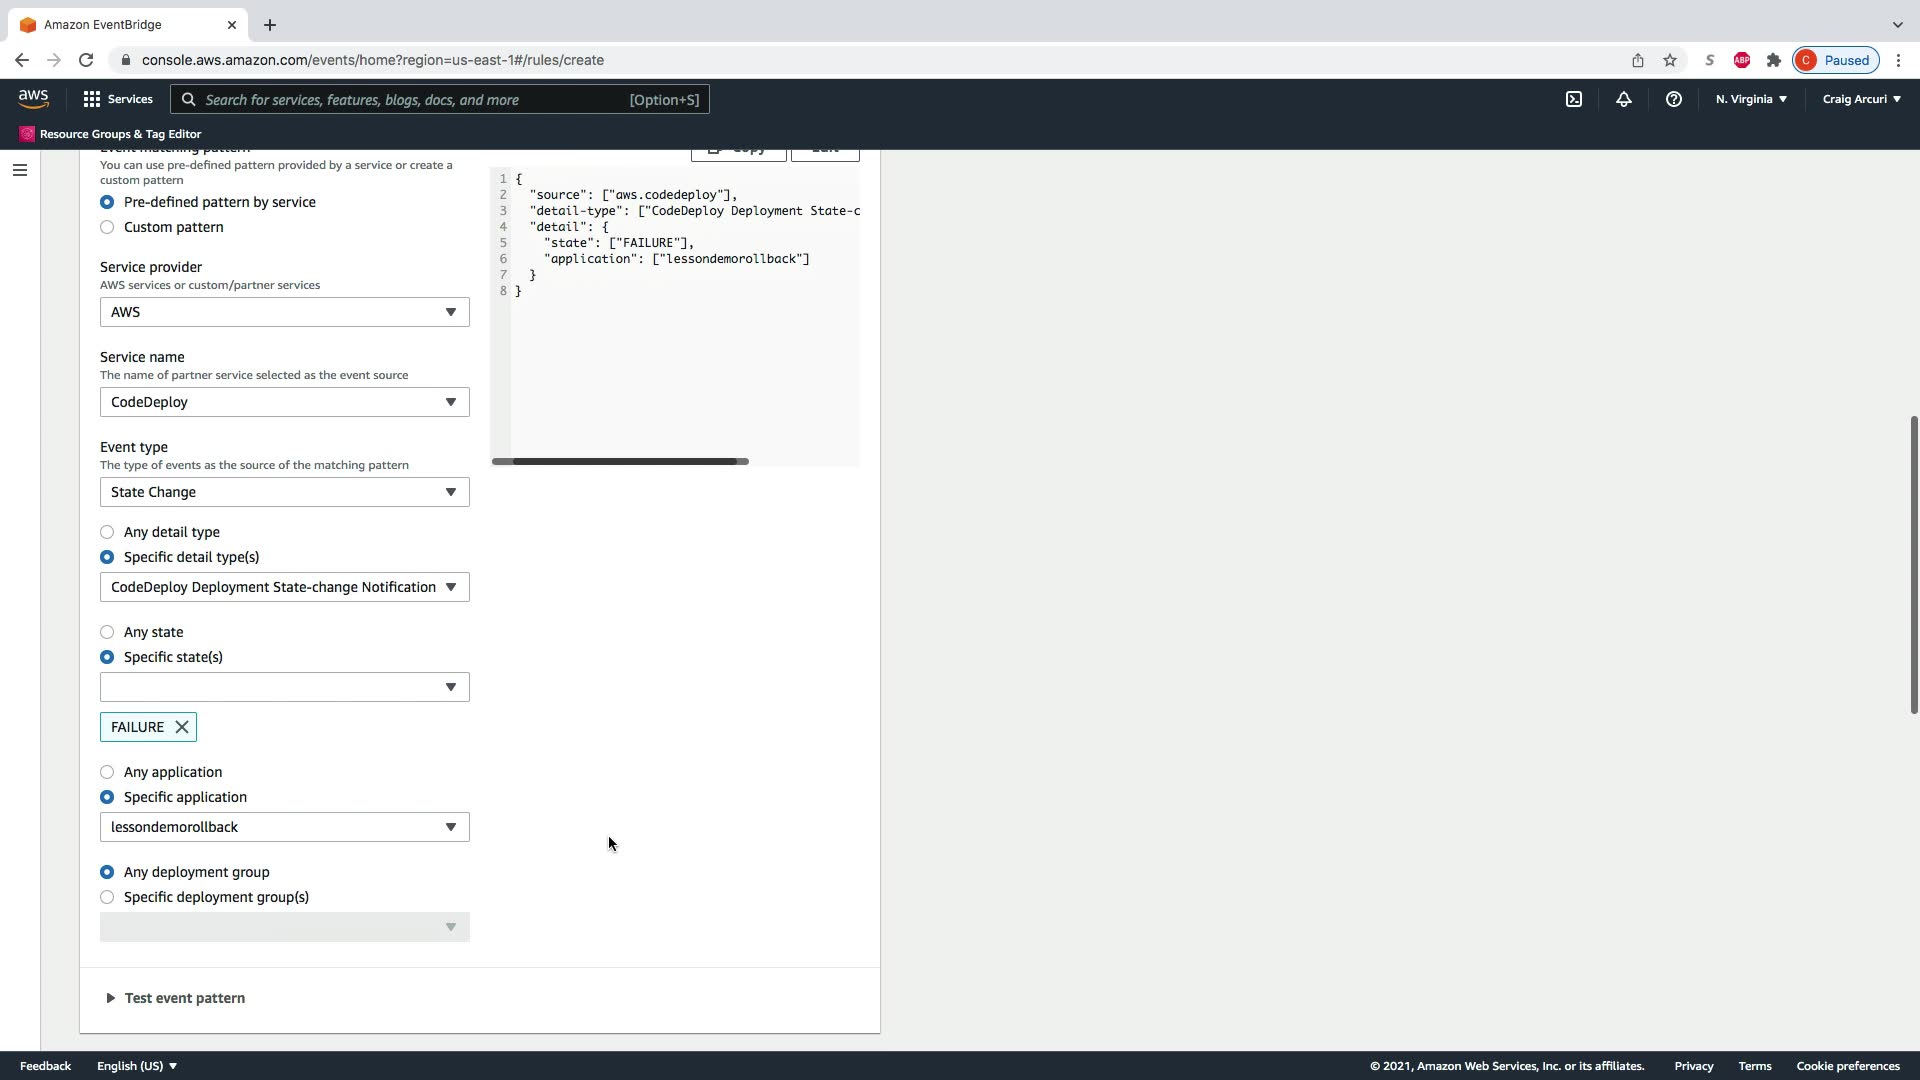 Amazon EventBridge
console.aws.amazon.com/events/home?region=us-east-1#/rules/create
S
ABP
C Paused
aws
Services
Search for services, features, blogs, docs, and more [Option+S]
N. Virginia
Craig Arcuri
Resource Groups & Tag Editor
Event matching pattern
You can use pre-defined pattern provided by a service or create a
custom pattern
Pre-defined pattern by service
Custom pattern
Service provider
AWS services or custom/partner services
AWS
Service name
The name of partner service selected as the event source
CodeDeploy
Event type
The type of events as the source of the matching pattern
State Change
Any detail type
Specific detail type(s)
CodeDeploy Deployment State-change Notification
Any state
Specific state(s)
FAILURE
Any application
Specific application
lessondemorollback
Any deployment group
Specific deployment group(s)
Test event pattern
Copy
Edit
1 {
2 "source": ["aws.codedeploy"],
3 "detail-type": ["CodeDeploy Deployment State-c
4 "detail": {
5 "state": ["FAILURE"],
6 "application": ["lessondemorollback"]
7 }
8 }
Feedback
English (US)
© 2021, Amazon Web Services, Inc. or its affiliates.
Privacy
Terms
Cookie preferences